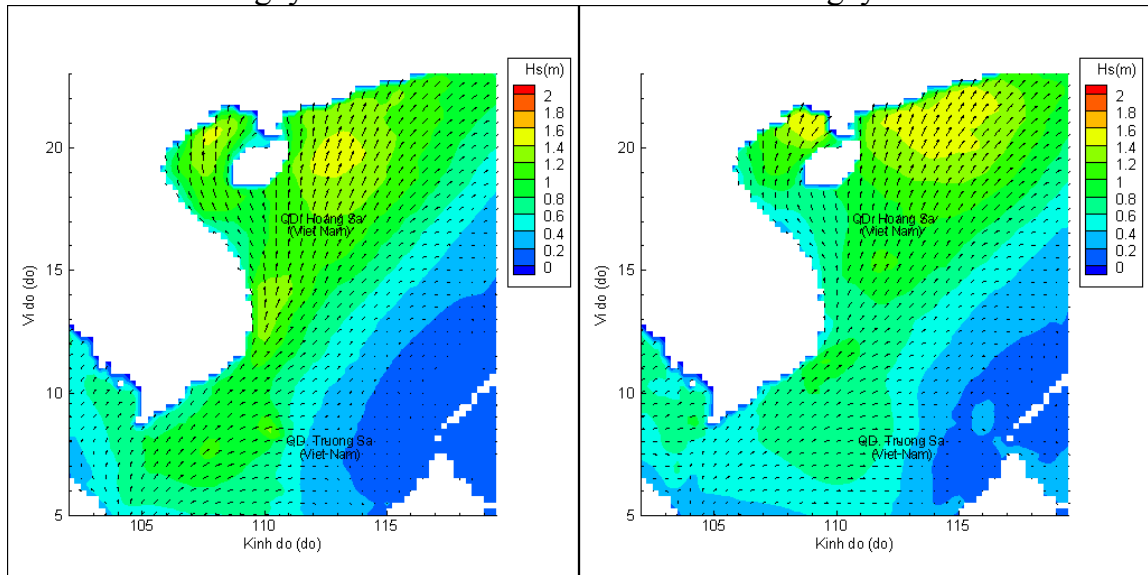 Hs(m)
2
1.8
1.6
1.4
1.2
1
0.8
0.6
0.4
0.2
0
20
15
10
5
Vi do (do)
QD. Hoang Sa
(Viet Nam)
QD. Truong Sa
(Viet-Nam)
105
110
115
Kinh do (do)
Hs(m)
2
1.8
1.6
1.4
1.2
1
0.8
0.6
0.4
0.2
0
20
15
10
5
Vi do (do)
QD. Hoang Sa
(Viet Nam)
QD. Truong Sa
(Viet-Nam)
105
110
115
Kinh do (do)